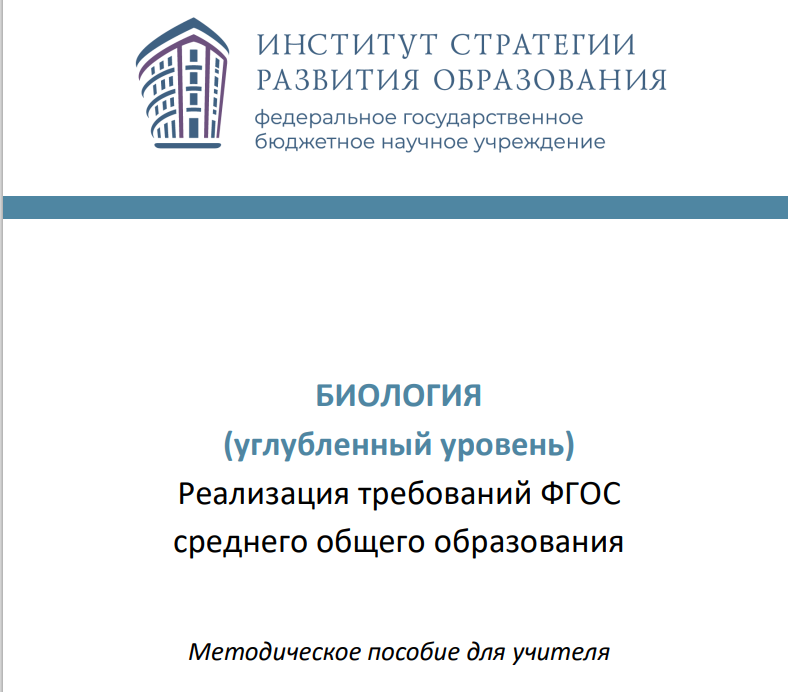 ИНСТИТУТ СТРАТЕГИИ
РАЗВИТИЯ ОБРАЗОВАНИЯ
федеральное государственное
бюджетное научное учреждение
БИОЛОГИЯ
(углубленный уровень)
Реализация требований ФГОС
среднего общего образования
Методическое пособие для учителя